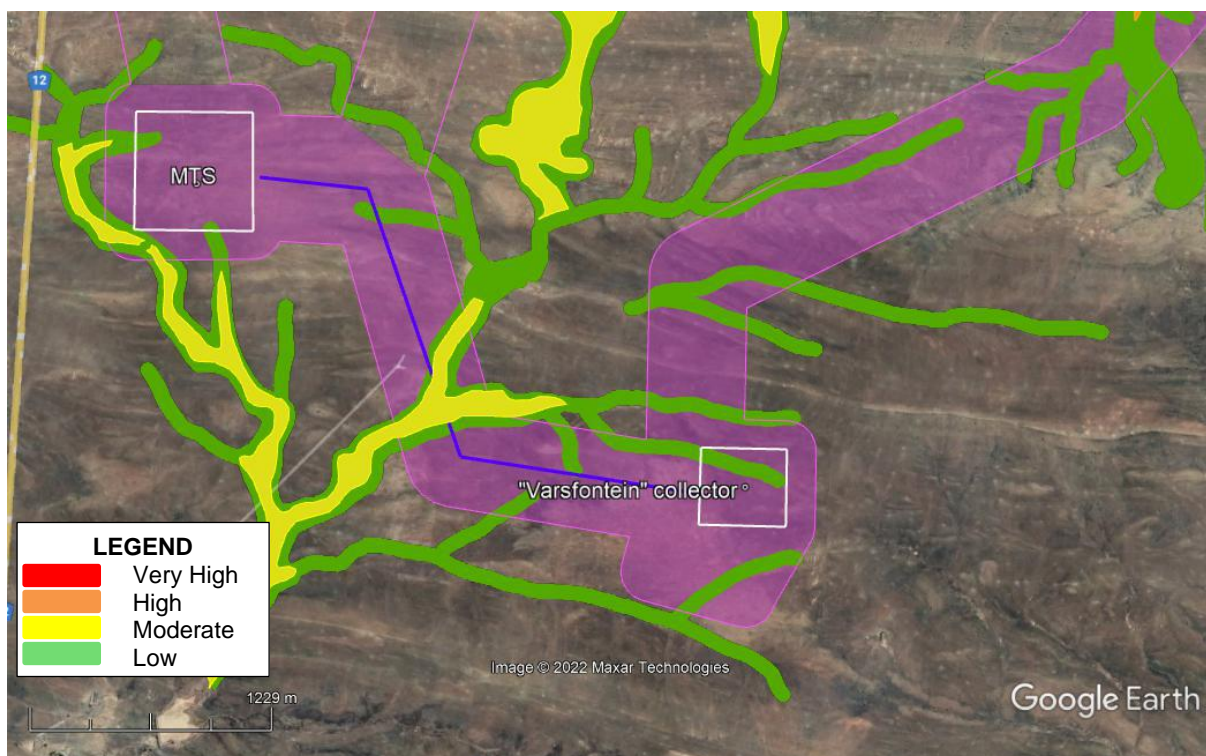 12
MTS
"Varsfontein" collector
LEGEND
Very High
High
Moderate
Low
Image © 2022 Maxar Technologies
1229 m
Google Earth